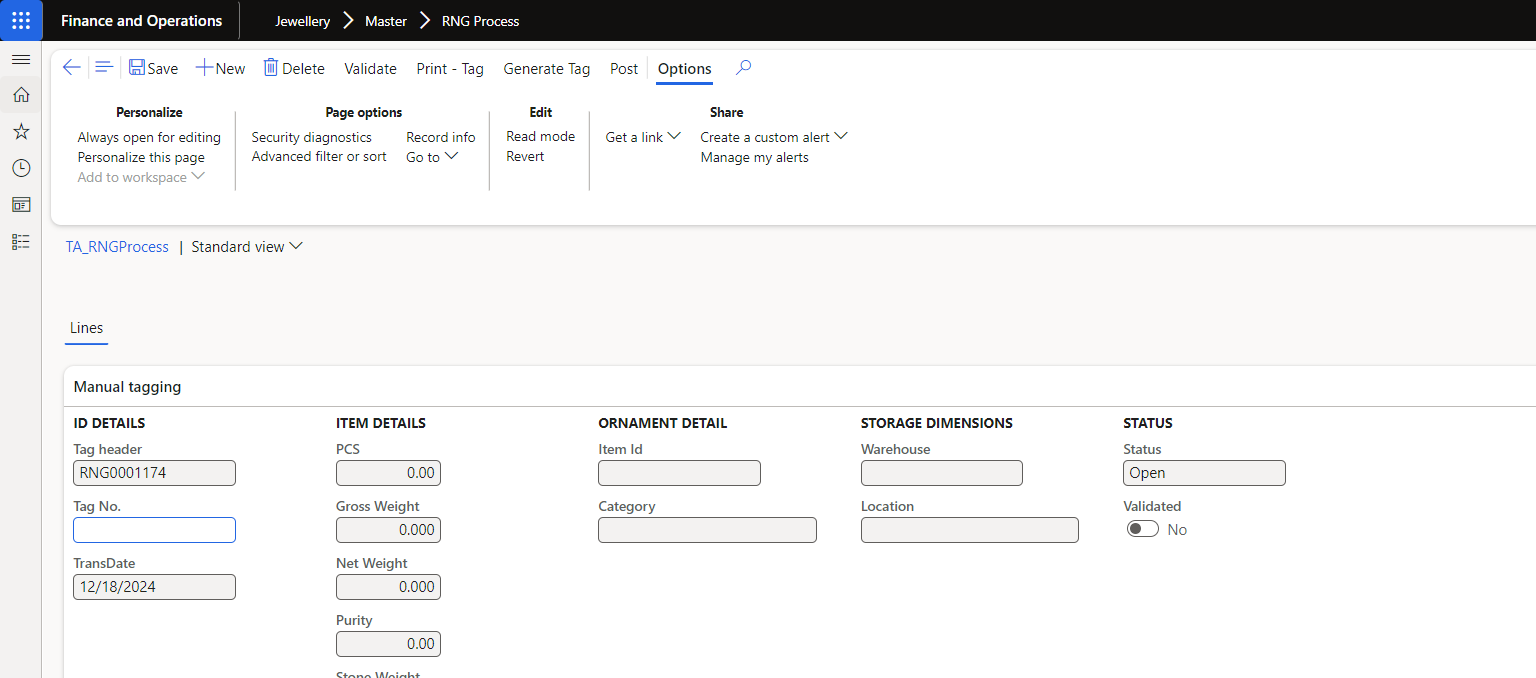 Finance and Operations
Jewellery > Master > RNG Process
Save New Delete Validate Print - Tag Generate Tag Post Options
Personalize
Always open for editing
Personalize this page
Add to workspace
Page options
Security diagnostics
Advanced filter or sort
Record info
Go to
Edit
Read mode
Revert
Get a link
Share
Create a custom alert
Manage my alerts
TA_RNGProcess | Standard view
Lines
Manual tagging
ID DETAILS
Tag header
RNG0001174
Tag No.
TransDate
12/18/2024
ITEM DETAILS
PCS
0.00
Gross Weight
0.000
Net Weight
0.000
Purity
0.00
Stone Weight
ORNAMENT DETAIL
Item Id
Category
STORAGE DIMENSIONS
Warehouse
Location
STATUS
Status
Open
Validated
No